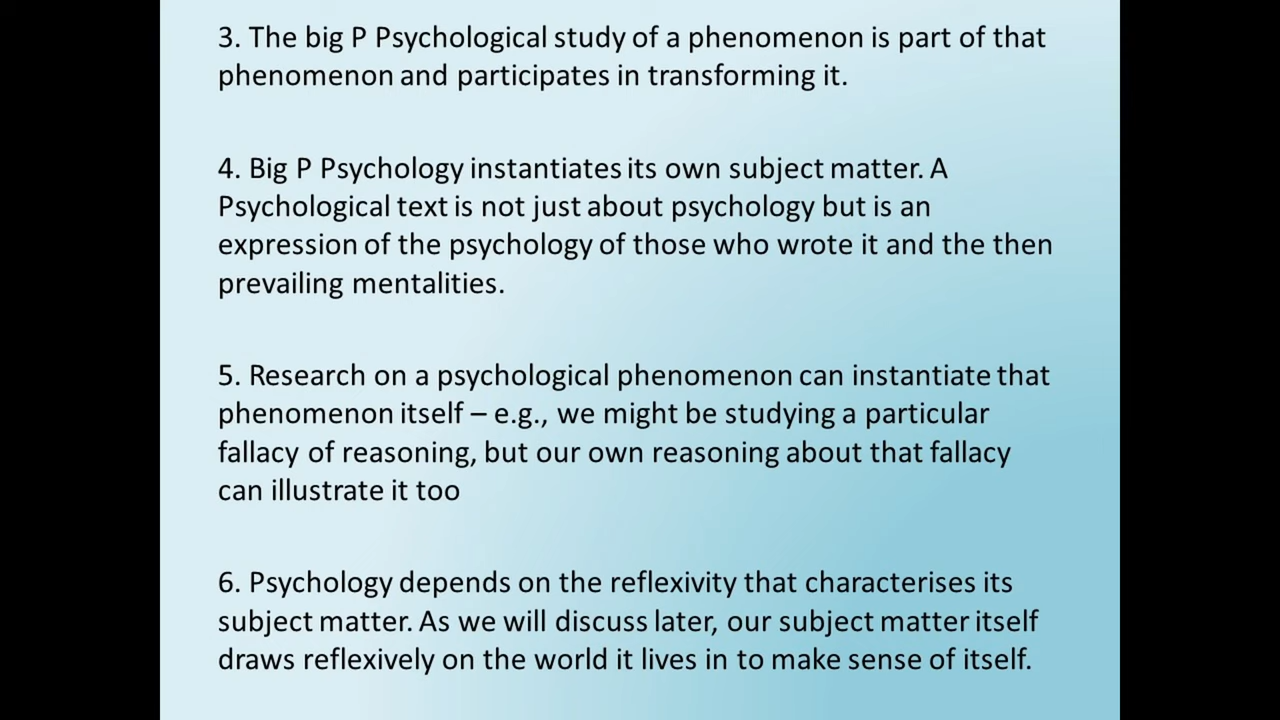 3. The big P Psychological study of a phenomenon is part of that
phenomenon and participates in transforming it.
4. Big P Psychology instantiates its own subject matter. A
Psychological text is not just about psychology but is an
expression of the psychology of those who wrote it and the then
prevailing mentalities.
5. Research on a psychological phenomenon can instantiate that
phenomenon itself – e.g., we might be studying a particular
fallacy of reasoning, but our own reasoning about that fallacy
can illustrate it too
6. Psychology depends on the reflexivity that characterises its
subject matter. As we will discuss later, our subject matter itself
draws reflexively on the world it lives in to make sense of itself.